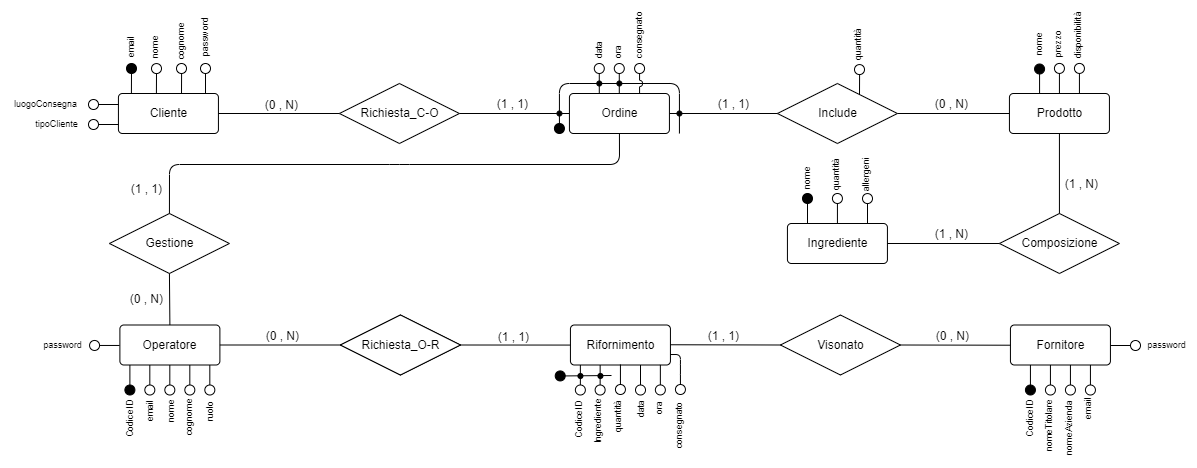 email
nome
cognome
password
luogoConsegna
tipoCliente
Cliente
(0 , N)
Richiesta_C-O
(1 , 1)
data
ora
consegnato
Ordine
(1 , 1)
quantità
Include
(0 , N)
nome
prezzo
disponibilità
Prodotto
(1 , 1)
(1 , N)
nome
quantità
allergeni
Ingrediente
(1 , N)
Composizione
Gestione
(0 , N)
password
Operatore
(0 , N)
Richiesta_O-R
(1 , 1)
Rifornimento
(1 , 1)
Visonato
(0 , N)
Fornitore
password
CodiceID
email
nome
cognome
ruolo
CodiceID
Ingrediente
quantità
data
ora
consegnato
CodiceID
nomeTitolare
nomeAzienda
email